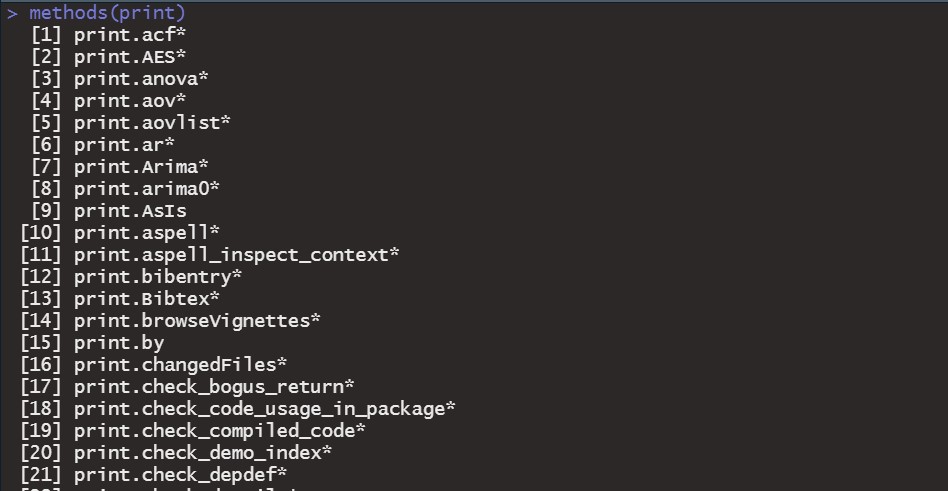 > methods(print)
[1] print.acf*
[2] print.AES*
[3] print.anova*
[4] print.aov*
[5] print.aovlist*
[6] print.ar*
[7] print.Arima*
[8] print.arima0*
[9] print.AsIs
[10] print.aspell*
[11] print.aspell_inspect_context*
[12] print.bibentry*
[13] print.Bibtex*
[14] print.browseVignettes*
[15] print.by
[16] print.changedFiles*
[17] print.check_bogus_return*
[18] print.check_code_usage_in_package*
[19] print.check_compiled_code*
[20] print.check_demo_index*
[21] print.check_depdef*